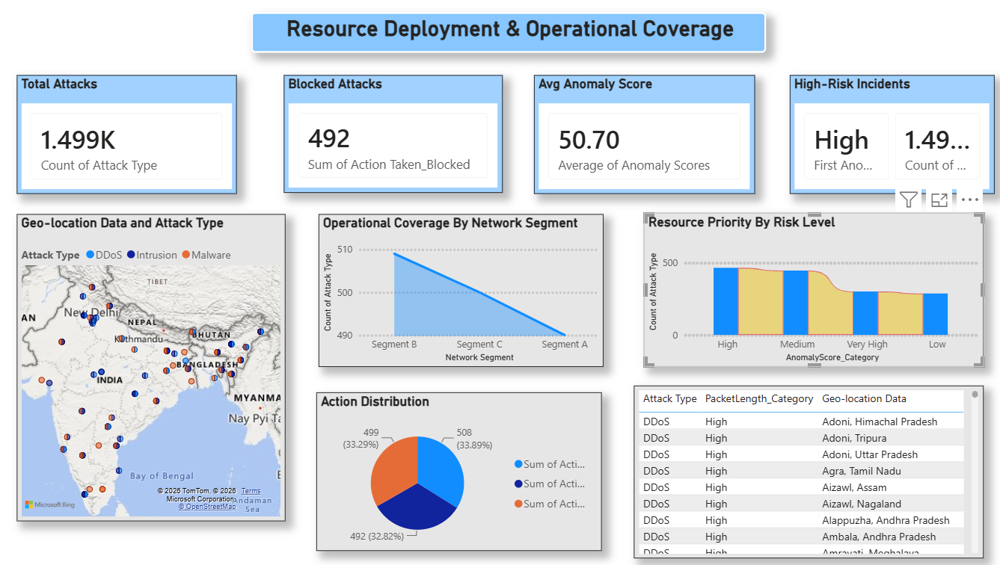 Resource Deployment & Operational Coverage
Total Attacks
1.499K
Count of Attack Type
Blocked Attacks
492
Sum of Action Taken_Blocked
Avg Anomaly Score
50.70
Average of Anomaly Scores
High-Risk Incidents
High
First Ano...
1.49...
Count of ...
Geo-location Data and Attack Type
Attack Type DDoS Intrusion Malware
TIBET
AN
New Delhi
NEPAL
Kathmandu
BHUTAN
BANGLADESH
INDIA
MYANMA
Nay Pyi Ta
Bay of Bengal
© 2026 TomTom, © 2026
Microsoft Corporation,
© OpenStreetMap
Terms
ndaman
Sea
Microsoft Bing
Operational Coverage By Network Segment
Count of Attack Type
510
500
490
Segment B Segment C Segment A
Network Segment
Resource Priority By Risk Level
Count of Attack Type
500
0
High Medium Very High Low
AnomalyScore_Category
Action Distribution
499
(33.29%)
508
(33.89%)
492 (32.82%)
Sum of Acti...
Sum of Acti...
Sum of Acti...
Attack Type PacketLength_Category Geo-location Data
DDoS High Adoni, Himachal Pradesh
DDoS High Adoni, Tripura
DDoS High Adoni, Uttar Pradesh
DDoS High Agra, Tamil Nadu
DDoS High Aizawl, Assam
DDoS High Aizawl, Nagaland
DDoS High Alappuzha, Andhra Pradesh
DDoS High Ambala, Andhra Pradesh
DDoS High Amravati, Meghalaya